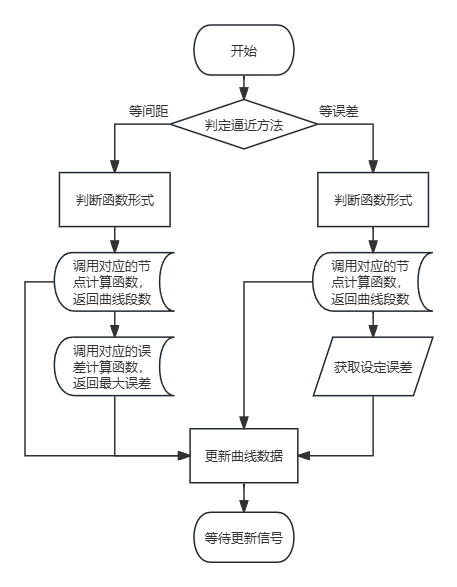 开始
等间距
等误差
判定逼近方法
判断函数形式
判断函数形式
调用对应的节
点计算函数，
返回曲线段数
调用对应的节
点计算函数，
返回曲线段数
调用对应的误
差计算函数，
返回最大误差
获取设定误差
更新曲线数据
等待更新信号